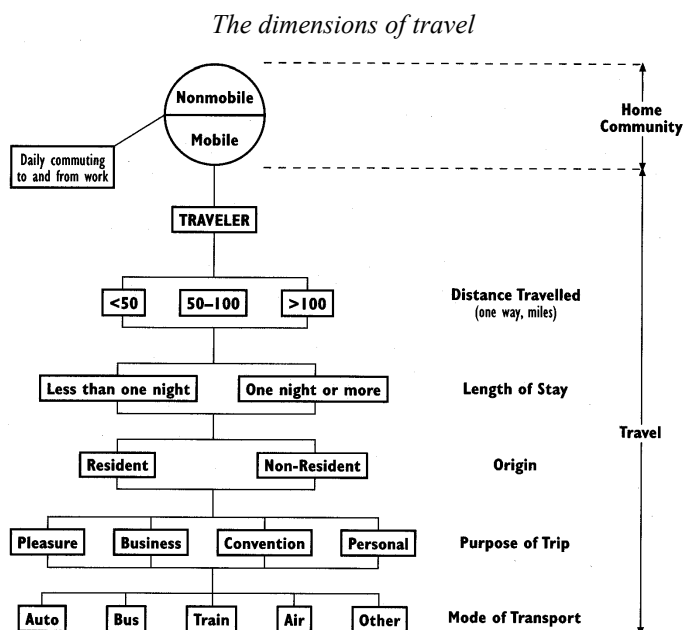 The dimensions of travel
Nonmobile
Mobile
Home
Community
Daily commuting
to and from work
TRAVELER
<50
50–100
>100
Distance Travelled
(one way, miles)
Less than one night
One night or more
Length of Stay
Travel
Resident
Non-Resident
Origin
Pleasure
Business
Convention
Personal
Purpose of Trip
Auto
Bus
Train
Air
Other
Mode of Transport